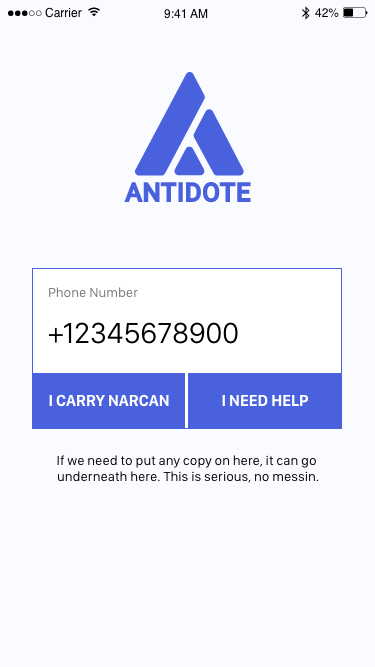 Carrier 9:41 AM 42%
ANTIDOTE
Phone Number
+12345678900
I CARRY NARCAN I NEED HELP
If we need to put any copy on here, it can go
underneath here. This is serious, no messin.